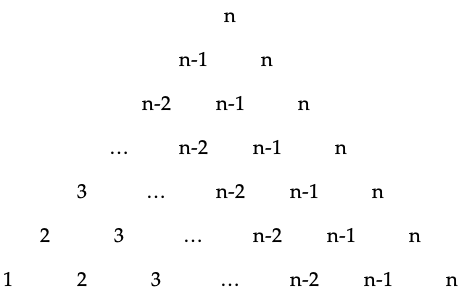 n
n-1 n
n-2 n-1 n
… n-2 n-1 n
3 … n-2 n-1 n
2 3 … n-2 n-1 n
1 2 3 … n-2 n-1 n